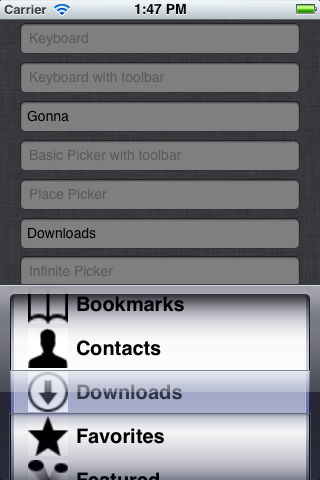 Carrier 1:47 PM
Keyboard
Keyboard with toolbar
Gonna
Basic Picker with toolbar
Place Picker
Downloads
Infinite Picker
Bookmarks
Contacts
Downloads
Favorites
Featured